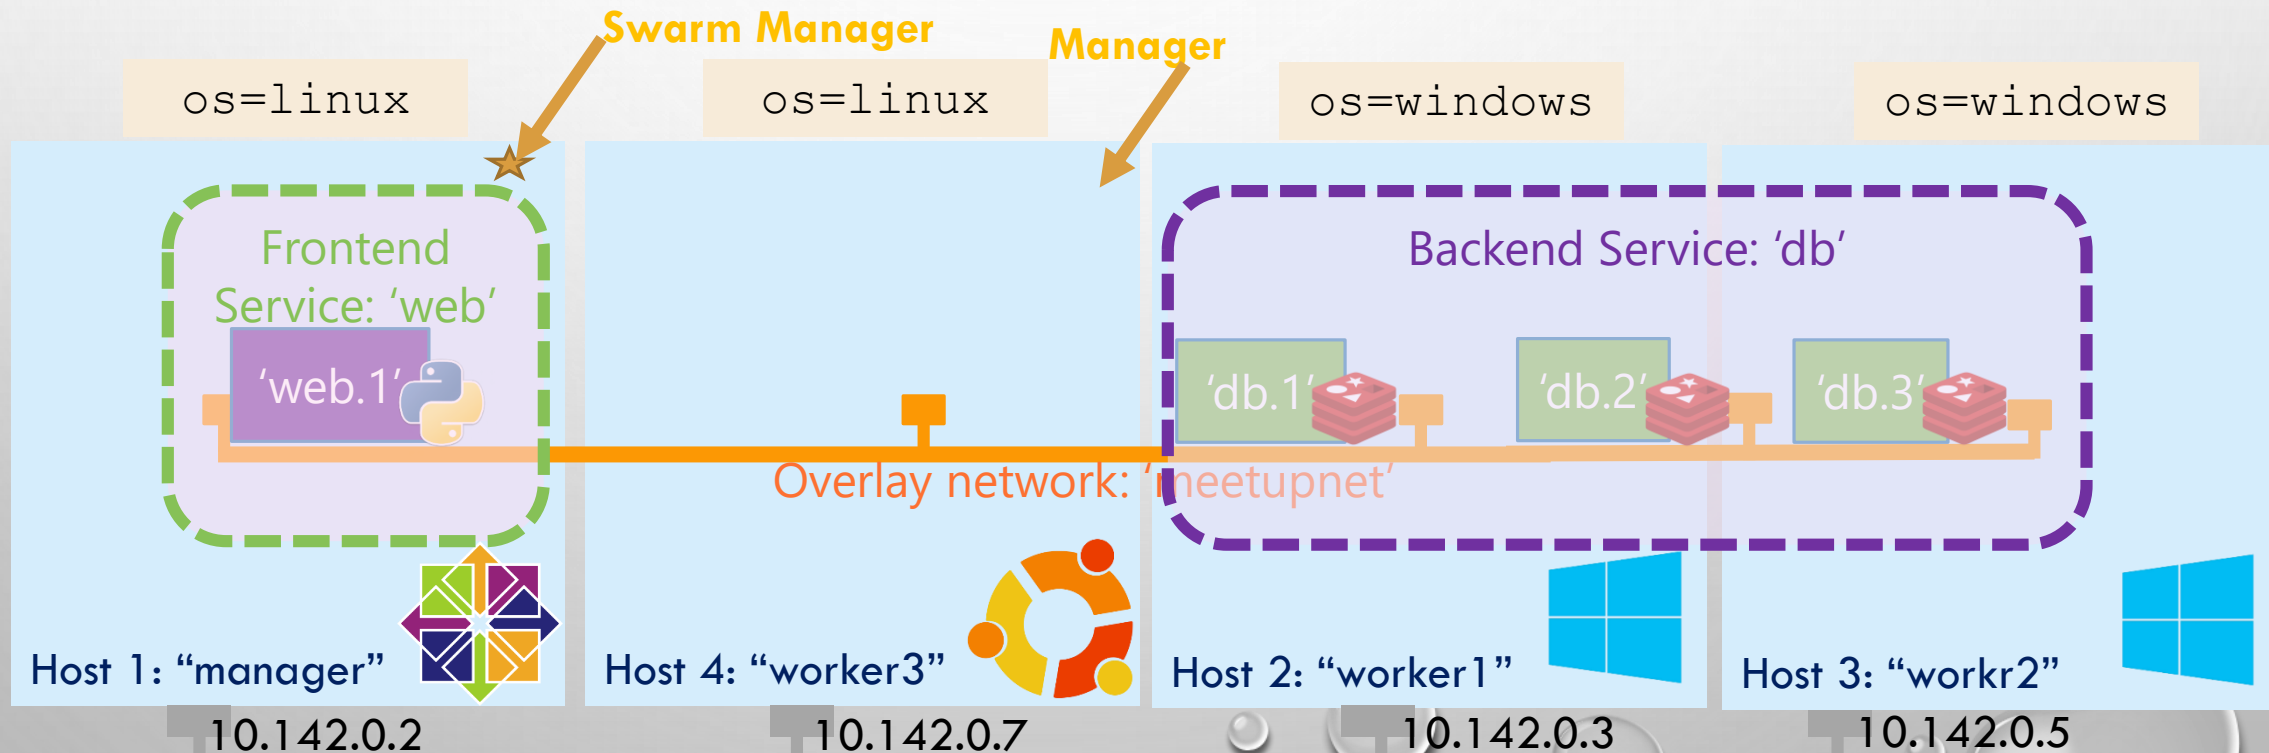 Swarm Manager
Manager
os=linux
os=linux
os=windows
os=windows
Frontend
Service: ‘web’
Backend Service: ‘db’
‘web.1’
‘db.1’
‘db.2’
‘db.3’
Overlay network: ‘meetupnet’
Host 1: “manager”
Host 4: “worker3”
Host 2: “worker1”
Host 3: “workr2”
10.142.0.2
10.142.0.7
10.142.0.3
10.142.0.5